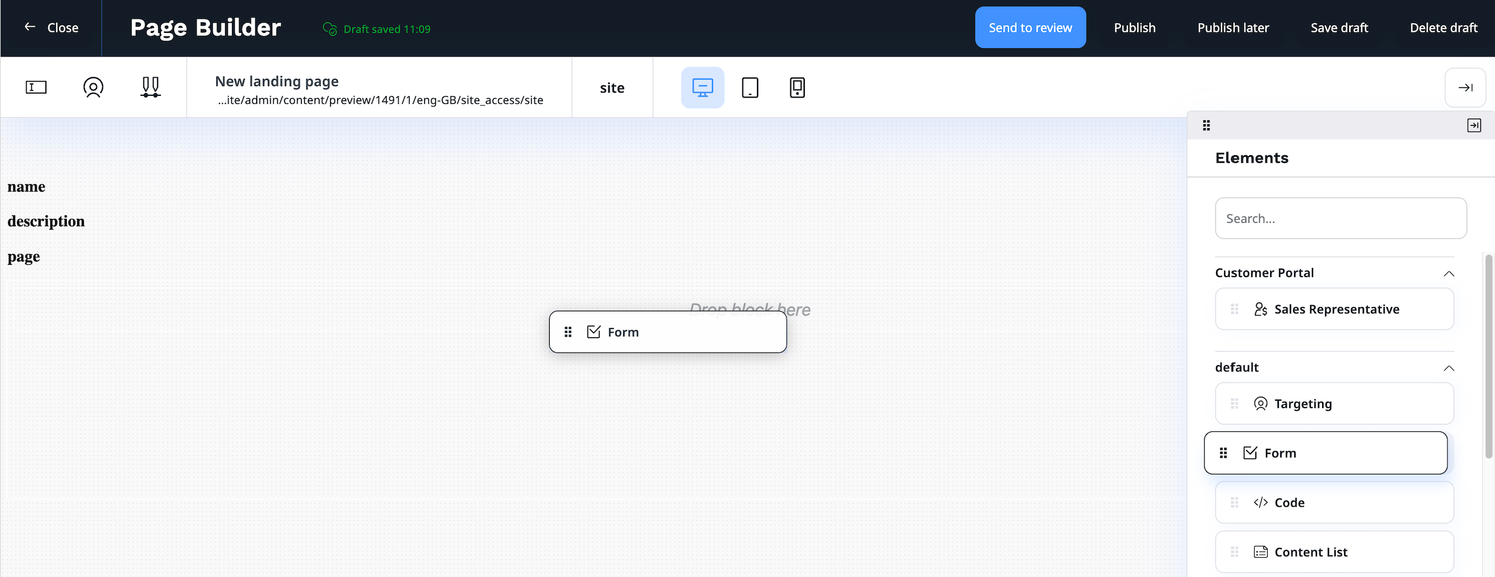 Close
Page Builder
Draft saved 11:09
Send to review
Publish
Publish later
Save draft
Delete draft
New landing page
...ite/admin/content/preview/1491/1/eng-GB/site_access/site
site
Elements
Search...
name
description
page
Drop block here
Form
Customer Portal
Sales Representative
default
Targeting
Form
Code
Content List